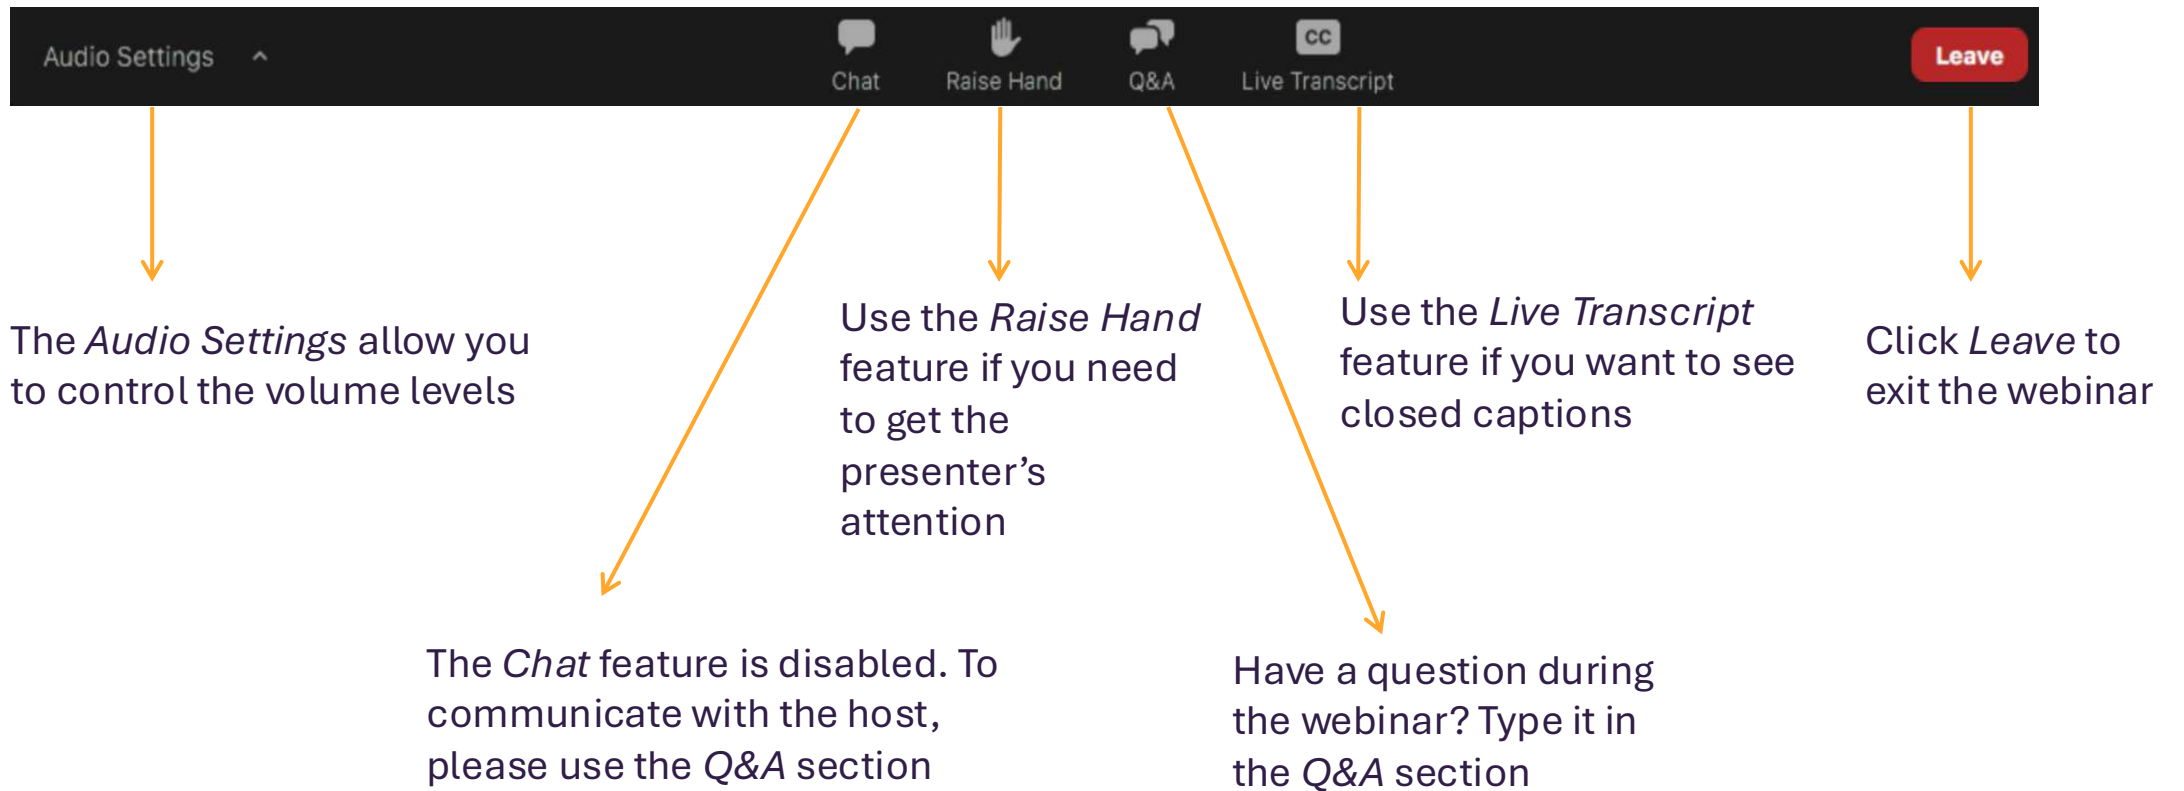 Audio Settings
Chat
Raise Hand
Q&A
CC
Live Transcript
Leave
The Audio Settings allow you
to control the volume levels
Use the Raise Hand
feature if you need
to get the
presenter’s
attention
Use the Live Transcript
feature if you want to see
closed captions
Click Leave to
exit the webinar
The Chat feature is disabled. To
communicate with the host,
please use the Q&A section
Have a question during
the webinar? Type it in
the Q&A section